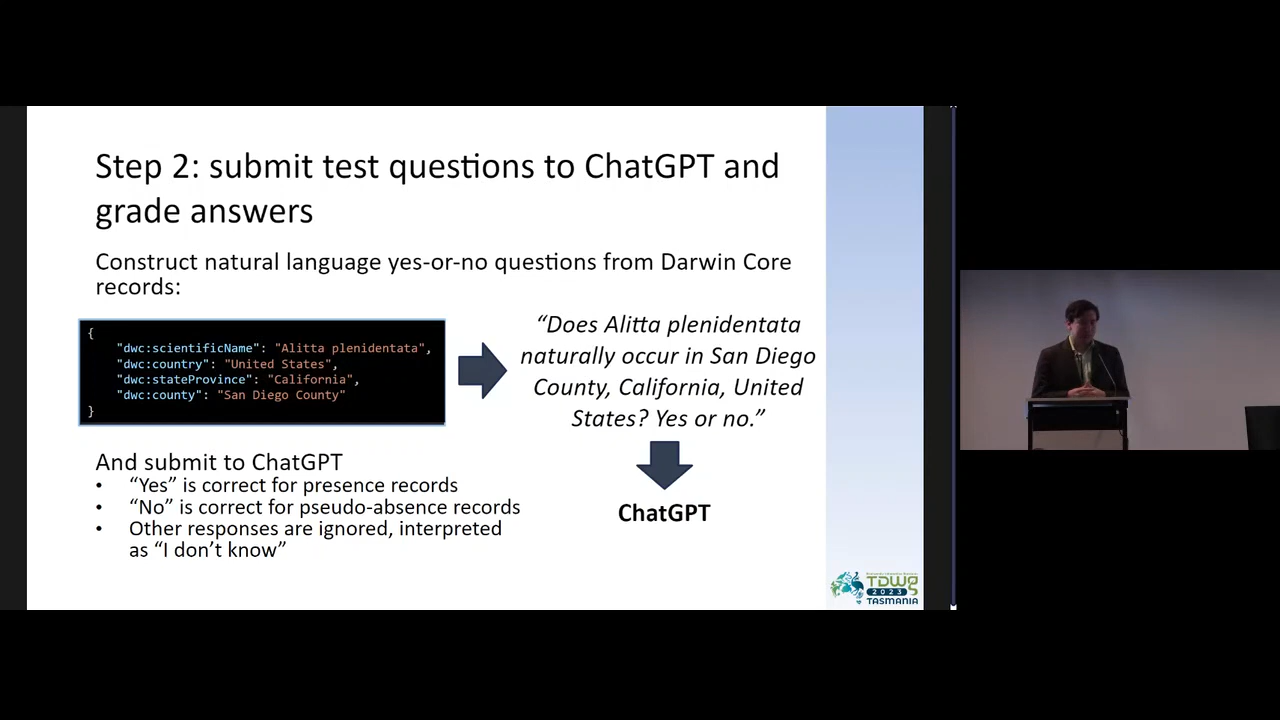 Step 2: submit test questions to ChatGPT and
grade answers
Construct natural language yes-or-no questions from Darwin Core
records:
{
"dwc:scientificName": "Alitta plenidentata",
"dwc:country": "United States",
"dwc:stateProvince": "California",
"dwc:county": "San Diego County"
}
“Does Alitta plenidentata
naturally occur in San Diego
County, California, United
States? Yes or no.”
And submit to ChatGPT
• “Yes” is correct for presence records
• “No” is correct for pseudo-absence records
• Other responses are ignored, interpreted
as “I don’t know”
ChatGPT
TDWG
2023
TASMANIA